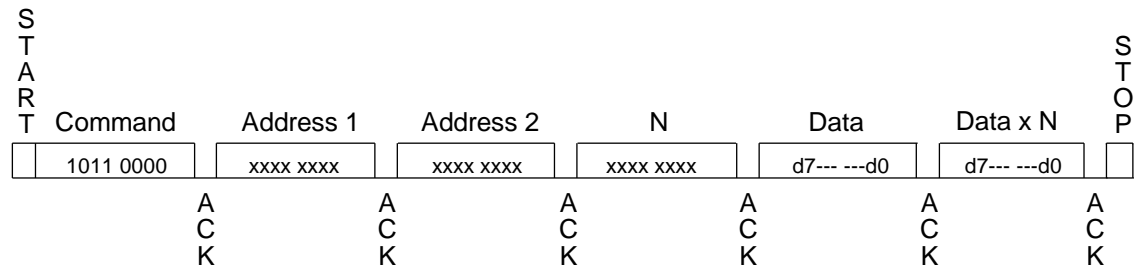 START
Command
Address 1
Address 2
N
Data
Data x N
STOP
1011 0000
xxxx xxxx
xxxx xxxx
xxxx xxxx
d7--- ---d0
d7--- ---d0
ACK
ACK
ACK
ACK
ACK
ACK